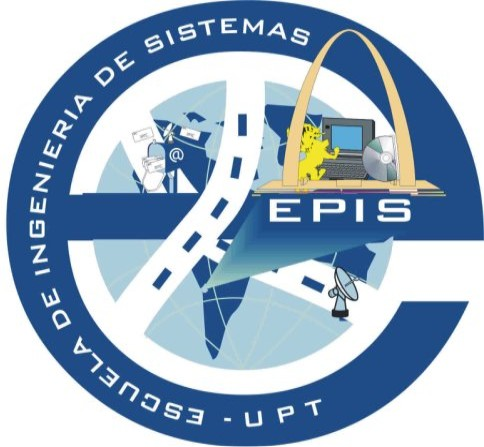 ESCUELA DE INGENIERIA DE SISTEMAS
EPIS
@
- UPT